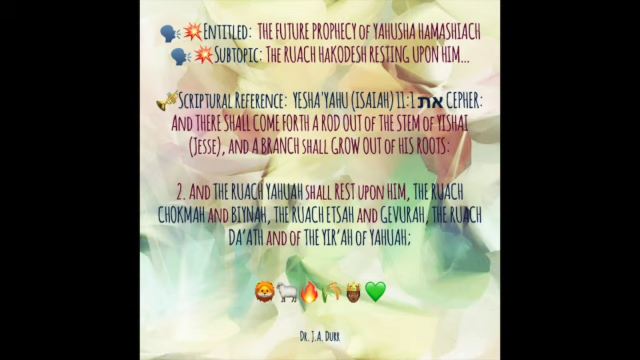 🗣💥Entitled: THE FUTURE PROPHECY of YAHUSHA HAMASHIACH
🗣💥Subtopic: The RUACH HAKODESH RESTING UPON HIM...
🎺Scriptural Reference: YESHA'YAHU (ISAIAH) 11:1 את CEPHER:
And THERE SHALL COME FORTH A ROD OUT of THE STEM of YISHAI
(Jesse), and A BRANCH shall GROW OUT of HIS ROOTS:
2. And THE RUACH YAHUAH shall REST upon HIM, THE RUACH
CHOKMAH and BIYNAH, THE RUACH ETSAH and GEVURAH, THE RUACH
DA'ATH and of THE YIR'AH of YAHUAH;
🦁🐑🔥🌾🤴🏾💚
Dr. J.A. Durr